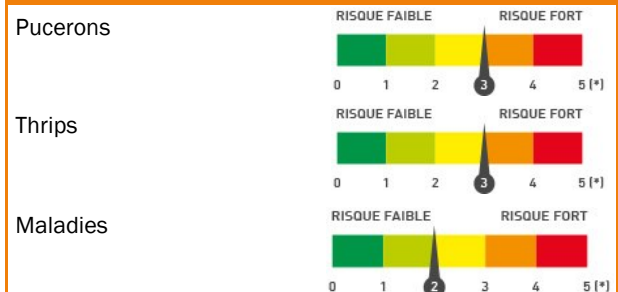 Pucerons
RISQUE FAIBLE RISQUE FORT
0 1 2 3 4 5 (*)
Thrips
RISQUE FAIBLE RISQUE FORT
0 1 2 3 4 5 (*)
Maladies
RISQUE FAIBLE RISQUE FORT
0 1 2 3 4 5 (*)